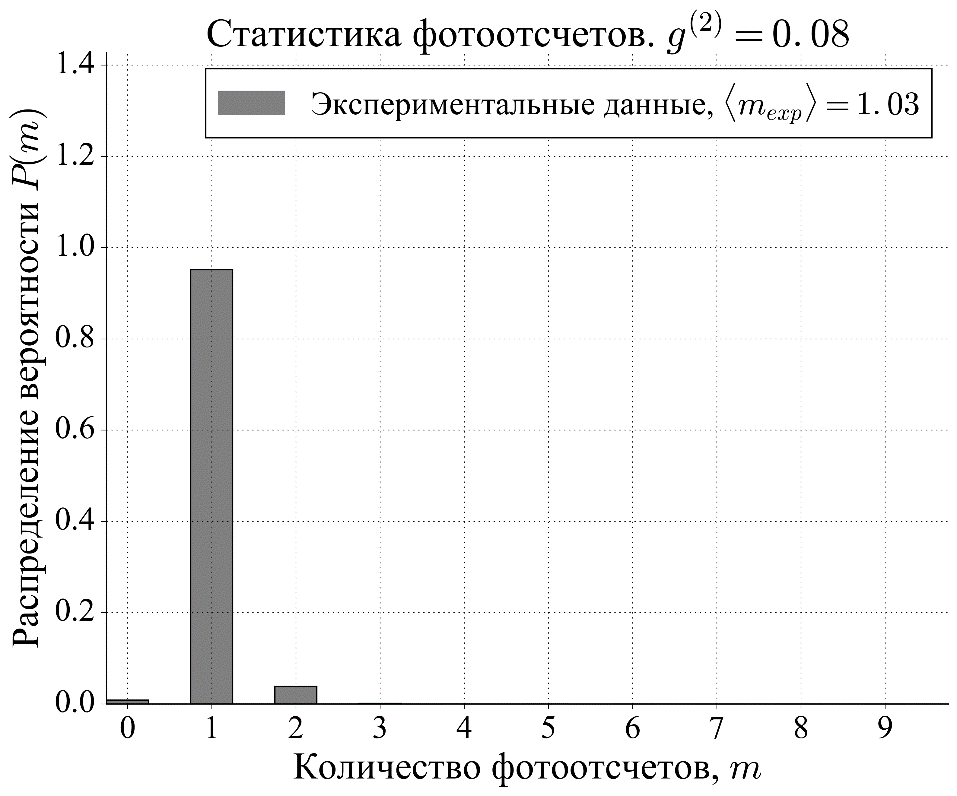 Статистика фотоотсчетов. g^(2) = 0.08
Экспериментальные данные, ⟨m_exp⟩ = 1.03
Распределение вероятности P(m)
1.4
1.2
1.0
0.8
0.6
0.4
0.2
0.0
0 1 2 3 4 5 6 7 8 9
Количество фотоотсчетов, m